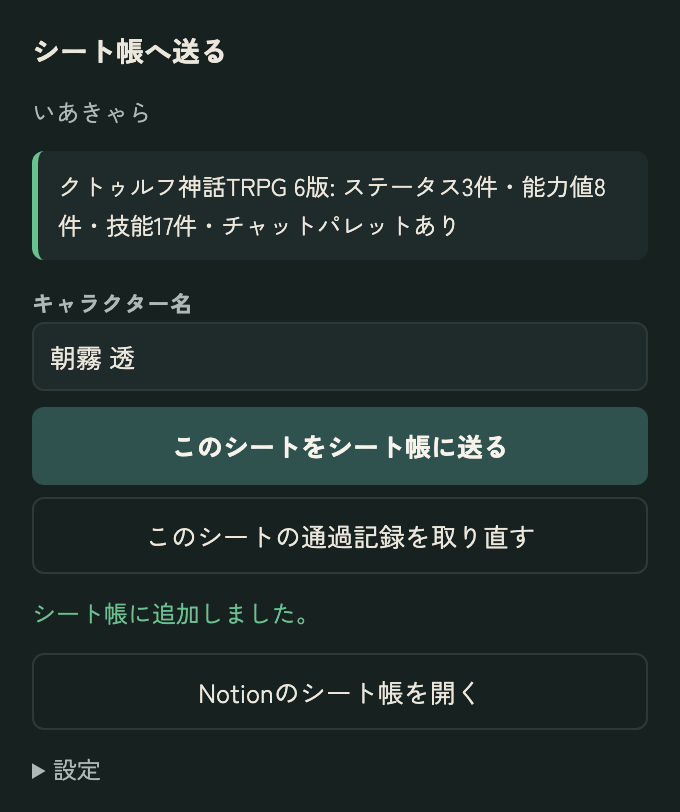 シート帳へ送る
いあきゃら
クトゥルフ神話TRPG 6版: ステータス3件・能力値8
件・技能17件・チャットパレットあり
キャラクター名
朝霧 透
このシートをシート帳に送る
このシートの通過記録を取り直す
シート帳に追加しました。
Notionのシート帳を開く
▶ 設定